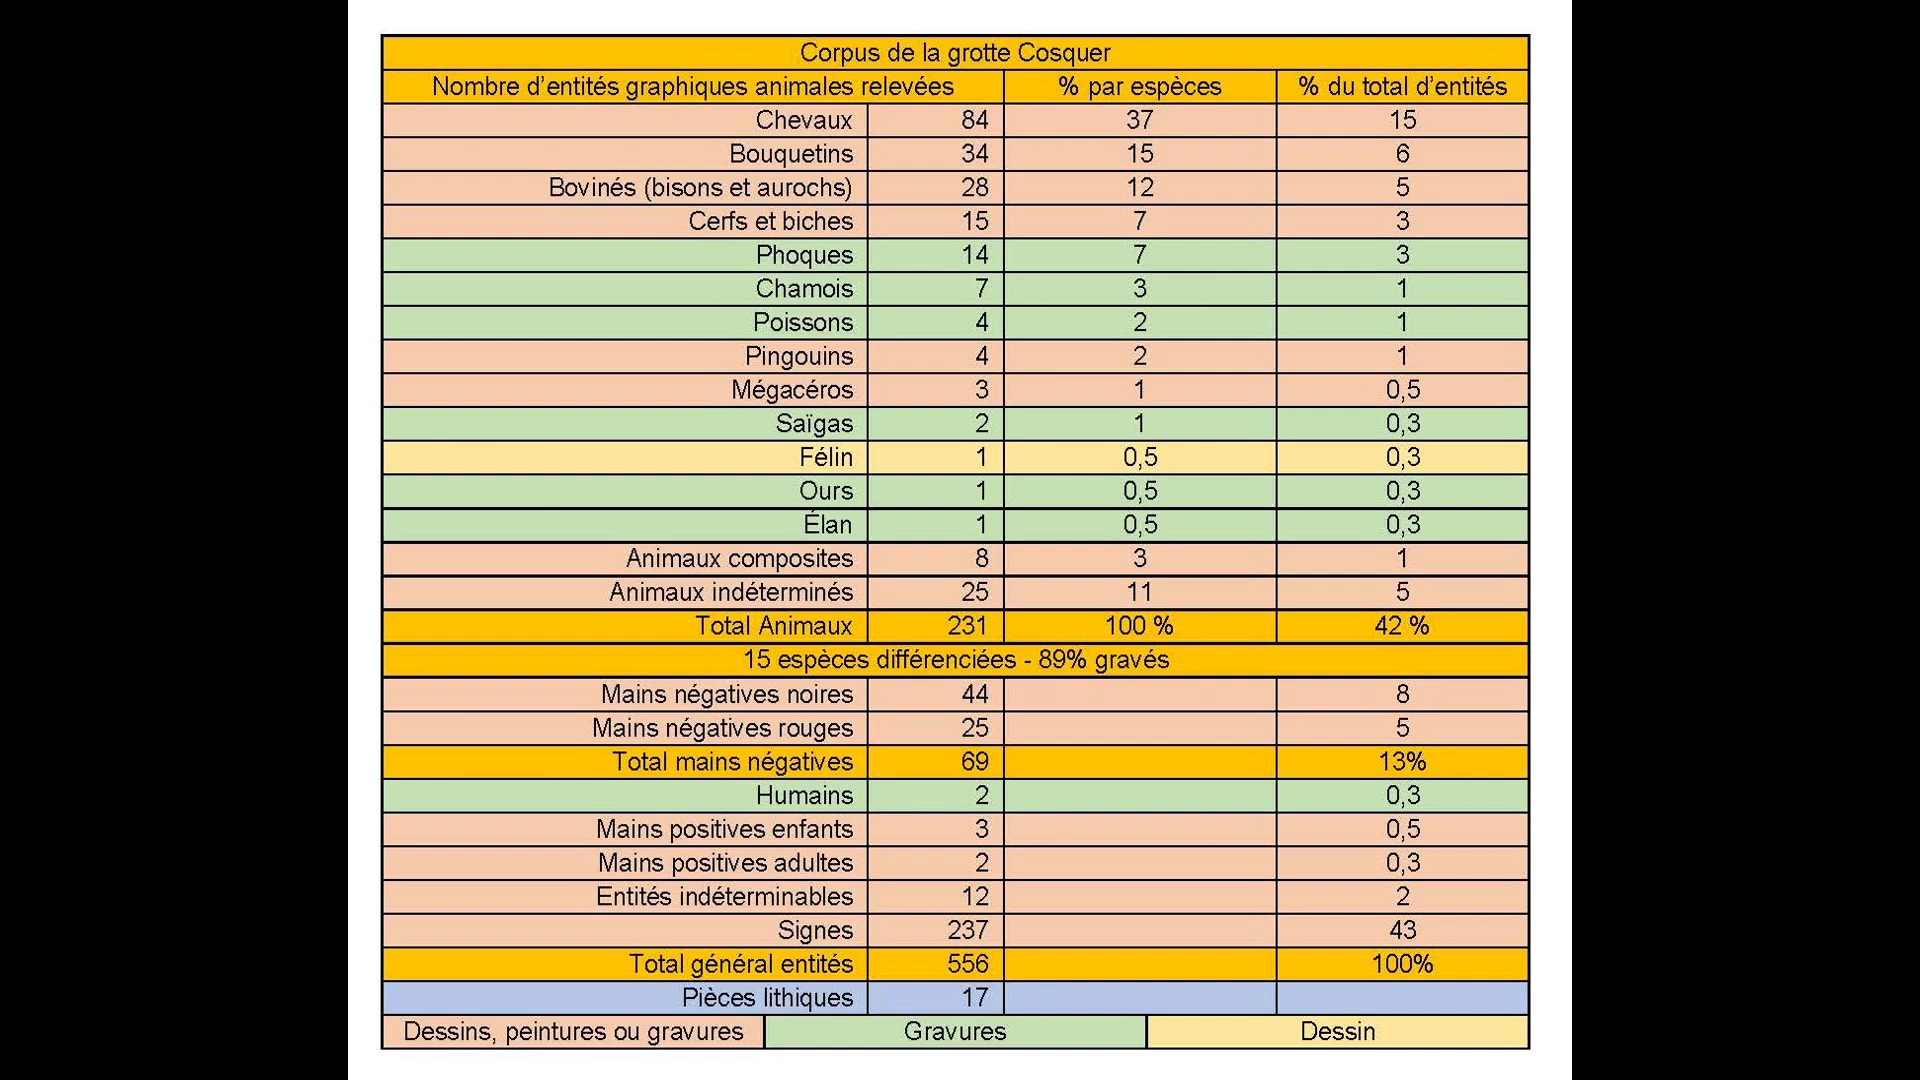 Corpus de la grotte Cosquer
Nombre d’entités graphiques animales relevées % par espèces % du total d’entités
Chevaux 84 37 15
Bouquetins 34 15 6
Bovinés (bisons et aurochs) 28 12 5
Cerfs et biches 15 7 3
Phoques 14 7 3
Chamois 7 3 1
Poissons 4 2 1
Pingouins 4 2 1
Mégacéros 3 1 0,5
Saïgas 2 1 0,3
Félin 1 0,5 0,3
Ours 1 0,5 0,3
Élan 1 0,5 0,3
Animaux composites 8 3 1
Animaux indéterminés 25 11 5
Total Animaux 231 100 % 42 %
15 espèces différenciées - 89% gravés
Mains négatives noires 44 8
Mains négatives rouges 25 5
Total mains négatives 69 13%
Humains 2 0,3
Mains positives enfants 3 0,5
Mains positives adultes 2 0,3
Entités indéterminables 12 2
Signes 237 43
Total général entités 556 100%
Pièces lithiques 17
Dessins, peintures ou gravures Gravures Dessin